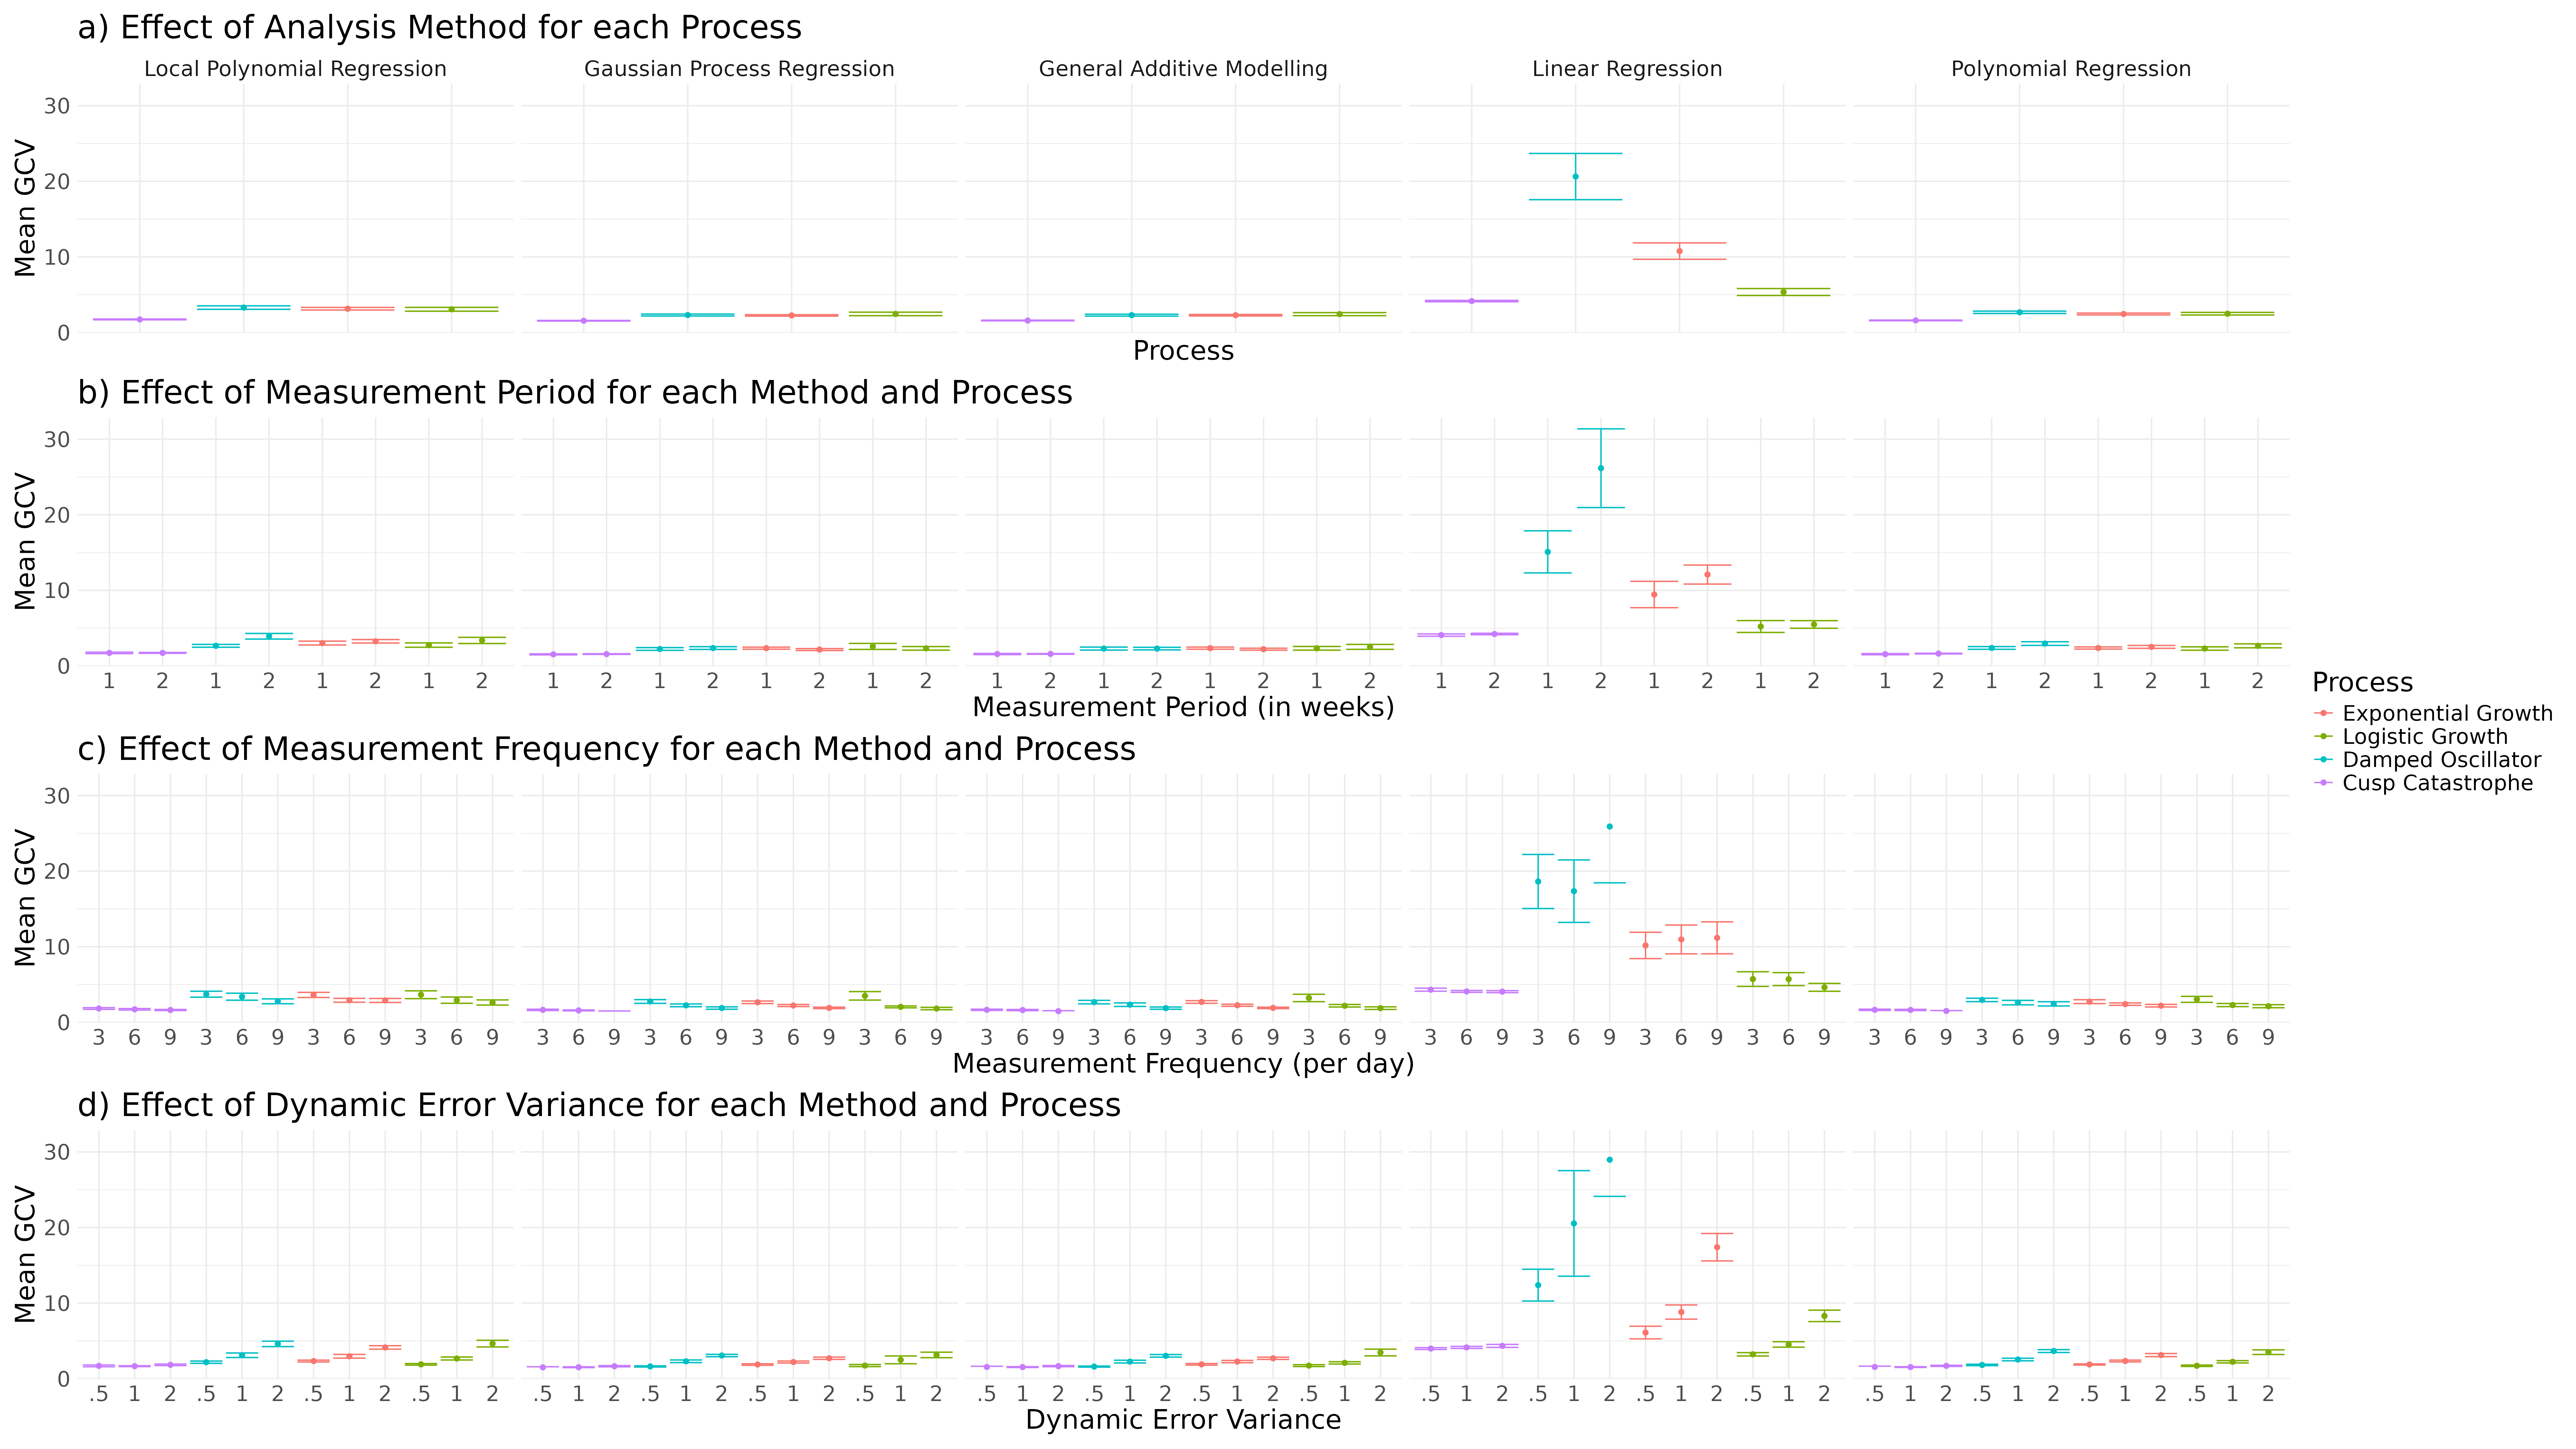 a) Effect of Analysis Method for each Process
Local Polynomial Regression Gaussian Process Regression General Additive Modelling Linear Regression Polynomial Regression
30
20
10
0
Mean GCV
Process
b) Effect of Measurement Period for each Method and Process
30
20
10
0
Mean GCV
1 2 1 2 1 2 1 2 1 2 1 2 1 2 1 2 1 2 1 2 1 2 1 2 1 2 1 2 1 2 1 2 1 2 1 2 1 2 1 2
Measurement Period (in weeks)
c) Effect of Measurement Frequency for each Method and Process
30
20
10
0
Mean GCV
3 6 9 3 6 9 3 6 9 3 6 9 3 6 9 3 6 9 3 6 9 3 6 9 3 6 9 3 6 9 3 6 9 3 6 9 3 6 9 3 6 9 3 6 9 3 6 9 3 6 9 3 6 9 3 6 9 3 6 9
Measurement Frequency (per day)
d) Effect of Dynamic Error Variance for each Method and Process
30
20
10
0
Mean GCV
.5 1 2 .5 1 2 .5 1 2 .5 1 2 .5 1 2 .5 1 2 .5 1 2 .5 1 2 .5 1 2 .5 1 2 .5 1 2 .5 1 2 .5 1 2 .5 1 2 .5 1 2 .5 1 2 .5 1 2 .5 1 2 .5 1 2 .5 1 2
Dynamic Error Variance
Process
Exponential Growth
Logistic Growth
Damped Oscillator
Cusp Catastrophe